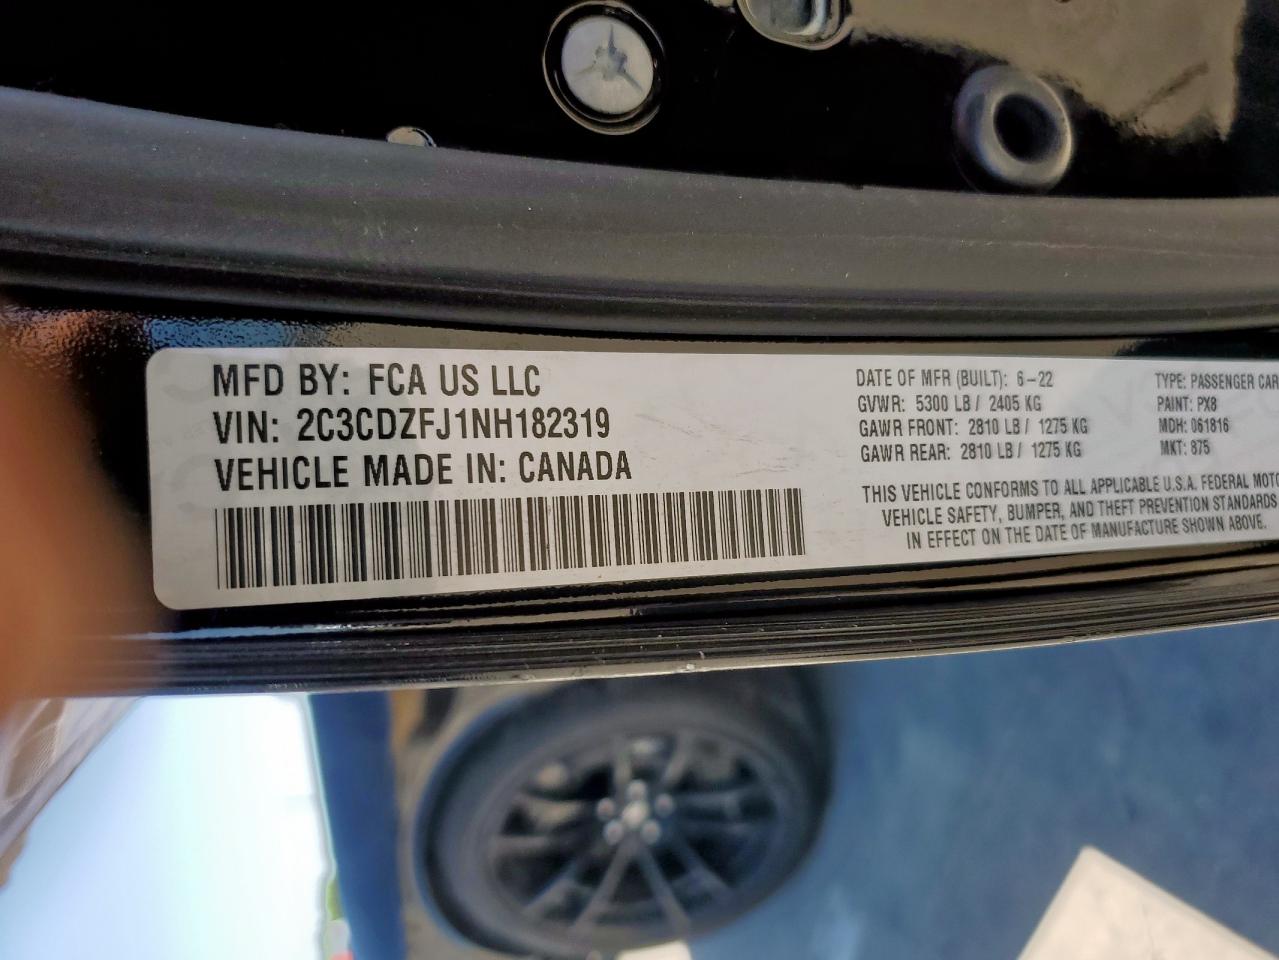 MFD BY: FCA US LLC
VIN: 2C3CDZFJ1NH182319
VEHICLE MADE IN: CANADA
DATE OF MFR (BUILT): 6-22
GVWR: 5300 LB / 2405 KG
GAWR FRONT: 2810 LB / 1275 KG
GAWR REAR: 2810 LB / 1275 KG
TYPE: PASSENGER CAR
PAINT: PX8
MDH: 061816
MKT: 875
THIS VEHICLE CONFORMS TO ALL APPLICABLE U.S.A. FEDERAL MOTO
VEHICLE SAFETY, BUMPER, AND THEFT PREVENTION STANDARDS
IN EFFECT ON THE DATE OF MANUFACTURE SHOWN ABOVE.